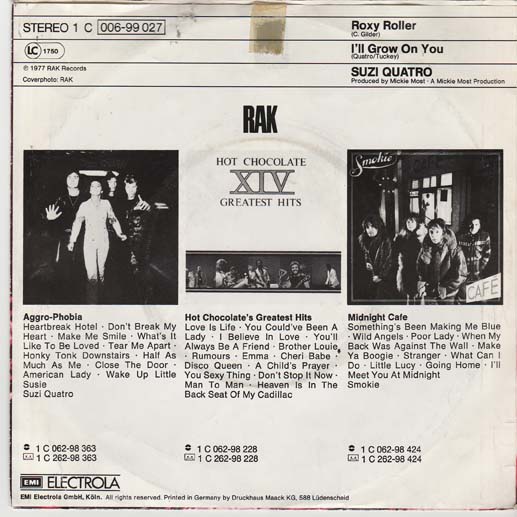 STEREO 1 C 006-99 027
LC 1750
℗ 1977 RAK Records
Coverphoto: RAK
Roxy Roller
(C. Gilder)
I'll Grow On You
(Quatro/Tuckey)
SUZI QUATRO
Produced by Mickie Most · A Mickie Most Production
RAK
HOT CHOCOLATE
XIV
GREATEST HITS
Smokie
CAFE
Aggro-Phobia
Heartbreak Hotel · Don't Break My
Heart · Make Me Smile · What's It
Like To Be Loved · Tear Me Apart ·
Honky Tonk Downstairs · Half As
Much As Me · Close The Door ·
American Lady · Wake Up Little
Susie
Suzi Quatro
1 C 062-98 363
1 C 262-98 363
Hot Chocolate's Greatest Hits
Love Is Life · You Could've Been A
Lady · I Believe In Love · You'll
Always Be A Friend · Brother Louie
· Rumours · Emma · Cheri Babe ·
Disco Queen · A Child's Prayer ·
You Sexy Thing · Don't Stop It Now ·
Man To Man · Heaven Is In The
Back Seat Of My Cadillac
1 C 062-98 228
1 C 262-98 228
Midnight Cafe
Something's Been Making Me Blue
· Wild Angels · Poor Lady · When My
Back Was Against The Wall · Make
Ya Boogie · Stranger · What Can I
Do · Little Lucy · Going Home · I'll
Meet You At Midnight
Smokie
1 C 062-98 424
1 C 262-98 424
EMI ELECTROLA
EMI Electrola GmbH, Köln. All rights reserved. Printed in Germany by Druckhaus Maack KG, 588 Lüdenscheid